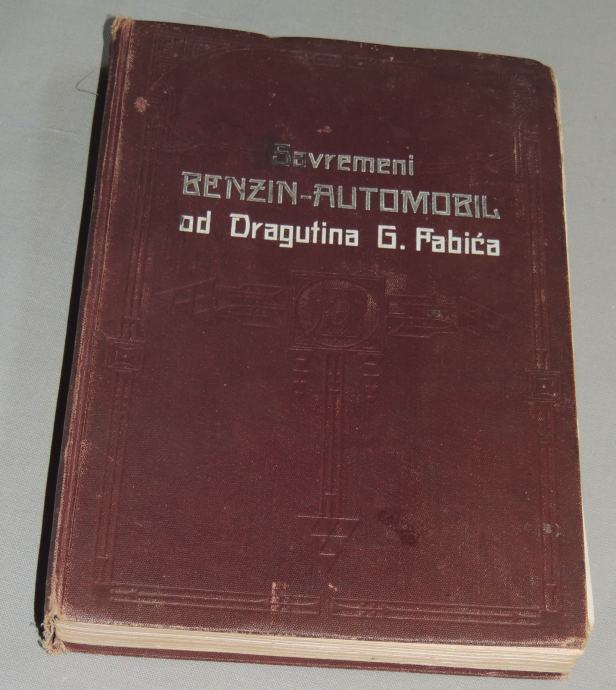 Savremeni
BENZIN-AUTOMOBIL
od Dragutina G. Fabića